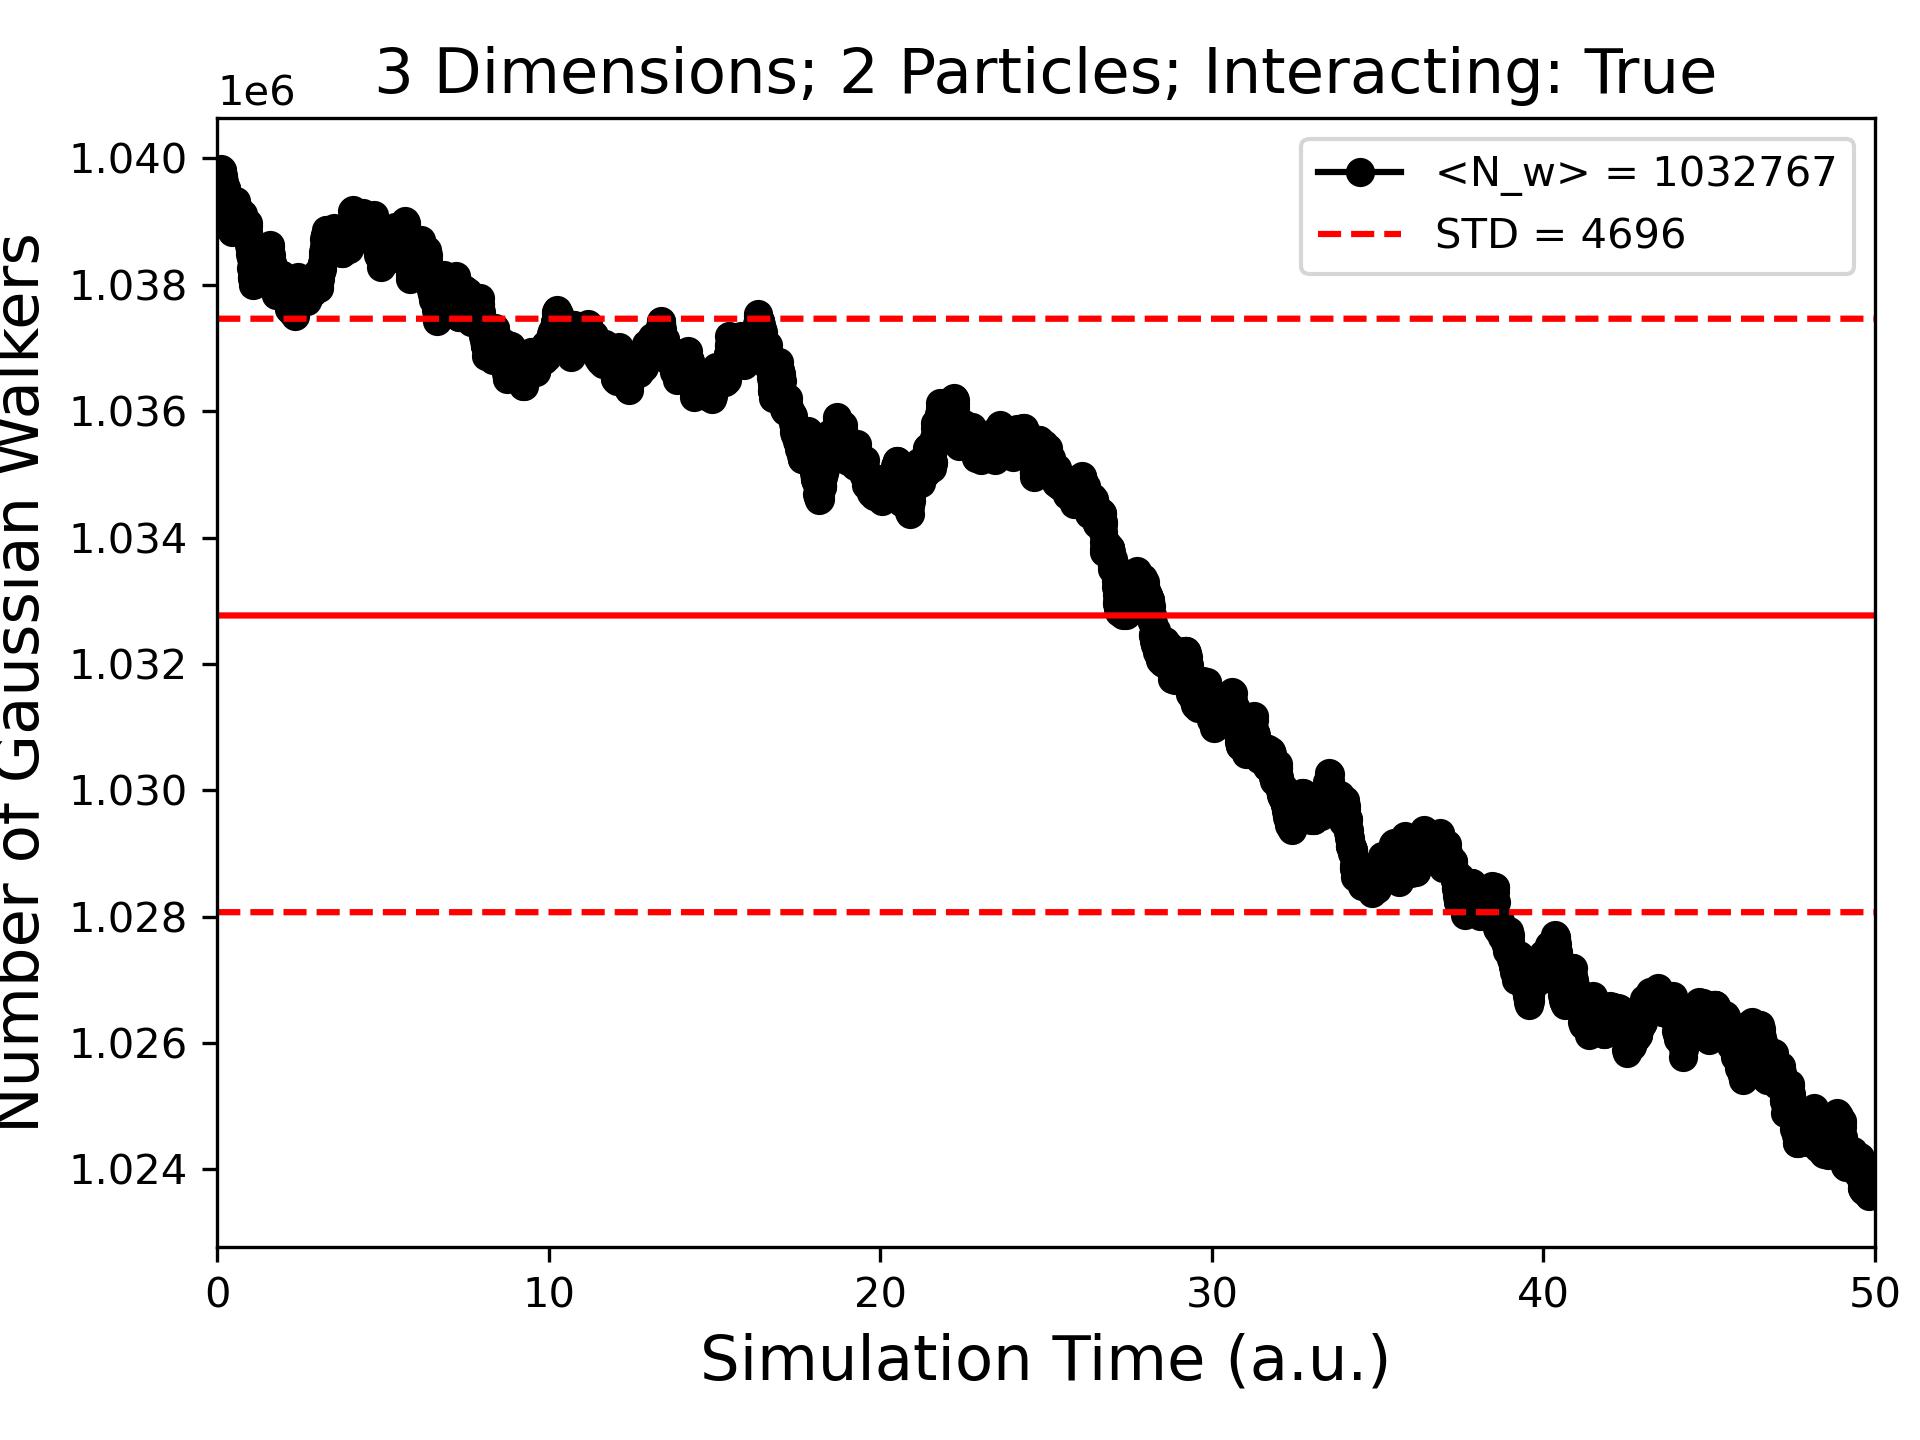 3 Dimensions; 2 Particles; Interacting: True
1e6
<N_w> = 1032767
STD = 4696
Number of Gaussian Walkers
1.040
1.038
1.036
1.034
1.032
1.030
1.028
1.026
1.024
0 10 20 30 40 50
Simulation Time (a.u.)